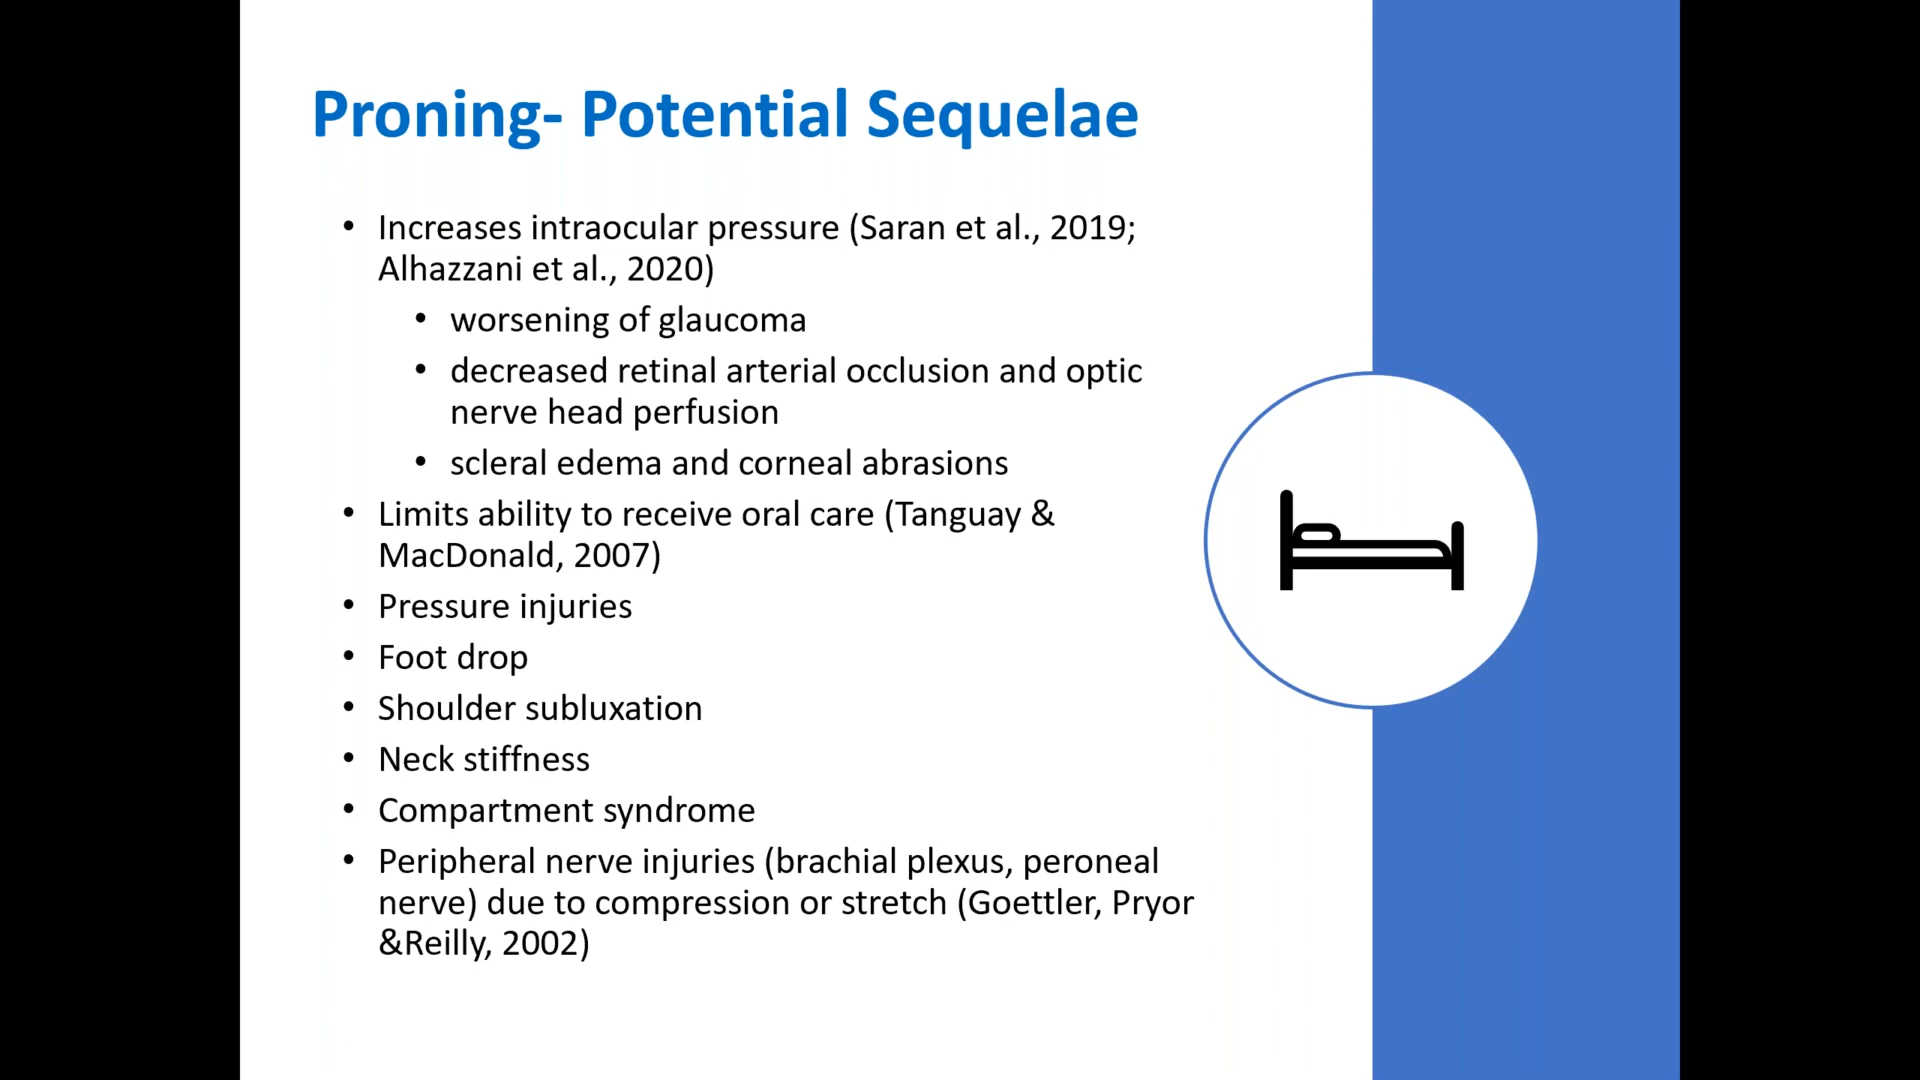 Proning- Potential Sequelae
• Increases intraocular pressure (Saran et al., 2019;
Alhazzani et al., 2020)
• worsening of glaucoma
• decreased retinal arterial occlusion and optic
nerve head perfusion
• scleral edema and corneal abrasions
• Limits ability to receive oral care (Tanguay &
MacDonald, 2007)
• Pressure injuries
• Foot drop
• Shoulder subluxation
• Neck stiffness
• Compartment syndrome
• Peripheral nerve injuries (brachial plexus, peroneal
nerve) due to compression or stretch (Goettler, Pryor
&Reilly, 2002)